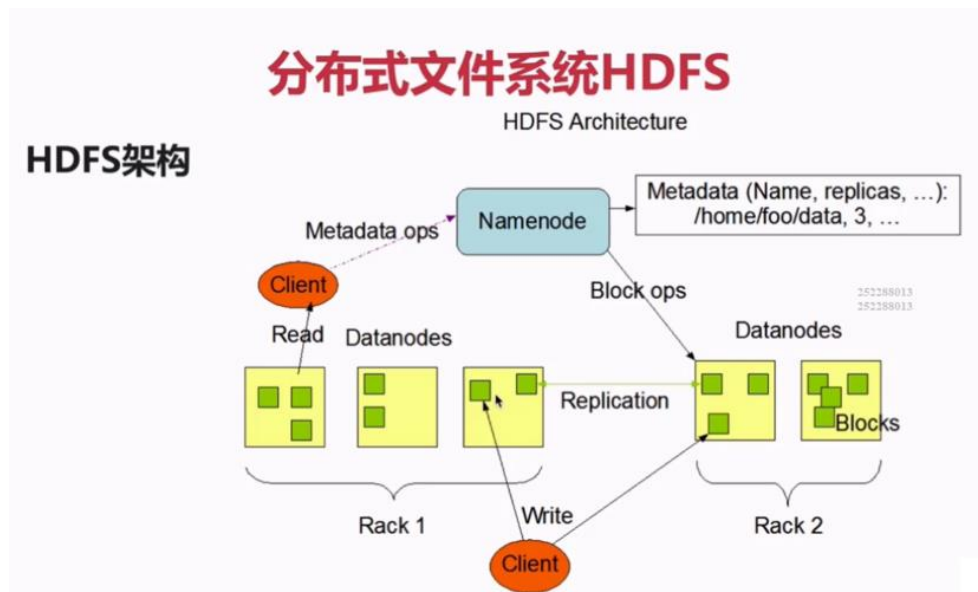 分布式文件系统HDFS
HDFS Architecture
HDFS架构
Metadata (Name, replicas, ...):
/home/foo/data, 3, ...
Namenode
Metadata ops
Client
Block ops
252288013
252288013
Read
Datanodes
Datanodes
Replication
Blocks
Rack 1
Write
Rack 2
Client